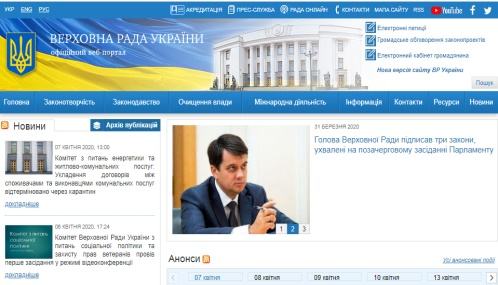 УКР ENG РУС
АКРЕДИТАЦІЯ ПРЕС-СЛУЖБА РАДА ОНЛАЙН КОНТАКТИ МАПА САЙТУ RSS YouTube
ВЕРХОВНА РАДА УКРАЇНИ
офіційний веб-портал
Електронні петиції
Громадське обговорення законопроектів
Електронний кабінет громадянина
Нова версія сайту ВР України
Пошук
Головна Законотворчість Законодавство Очищення влади Міжнародна діяльність Інформація Контакти Ресурси Новини
Новини
Архів публікацій
07 КВІТНЯ 2020, 13:00
Комітет з питань енергетики та
житлово-комунальних послуг:
Укладання договорів між
споживачами та виконавцями комунальних послуг
відтерміновано через карантин
докладніше
Комітет з питань
соціальної
політики
06 КВІТНЯ 2020, 17:24
Комітет Верховної Ради України з
питань соціальної політики та
захисту прав ветеранів провів
перше засідання у режимі відеоконференції
докладніше
31 БЕРЕЗНЯ 2020
Голова Верховної Ради підписав три закони,
ухвалені на позачерговому засіданні Парламенту
1 2 3
Анонси
Усі анонсовані події
07 квітня 08 квітня 09 квітня 10 квітня 13 квітня